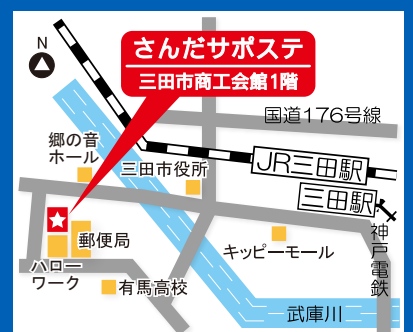 N
さんだサポステ
三田市商工会館1階
国道176号線
郷の音
ホール
三田市役所
JR三田駅
三田駅
神戸電鉄
郵便局
キッピーモール
ハロー
ワーク
有馬高校
武庫川